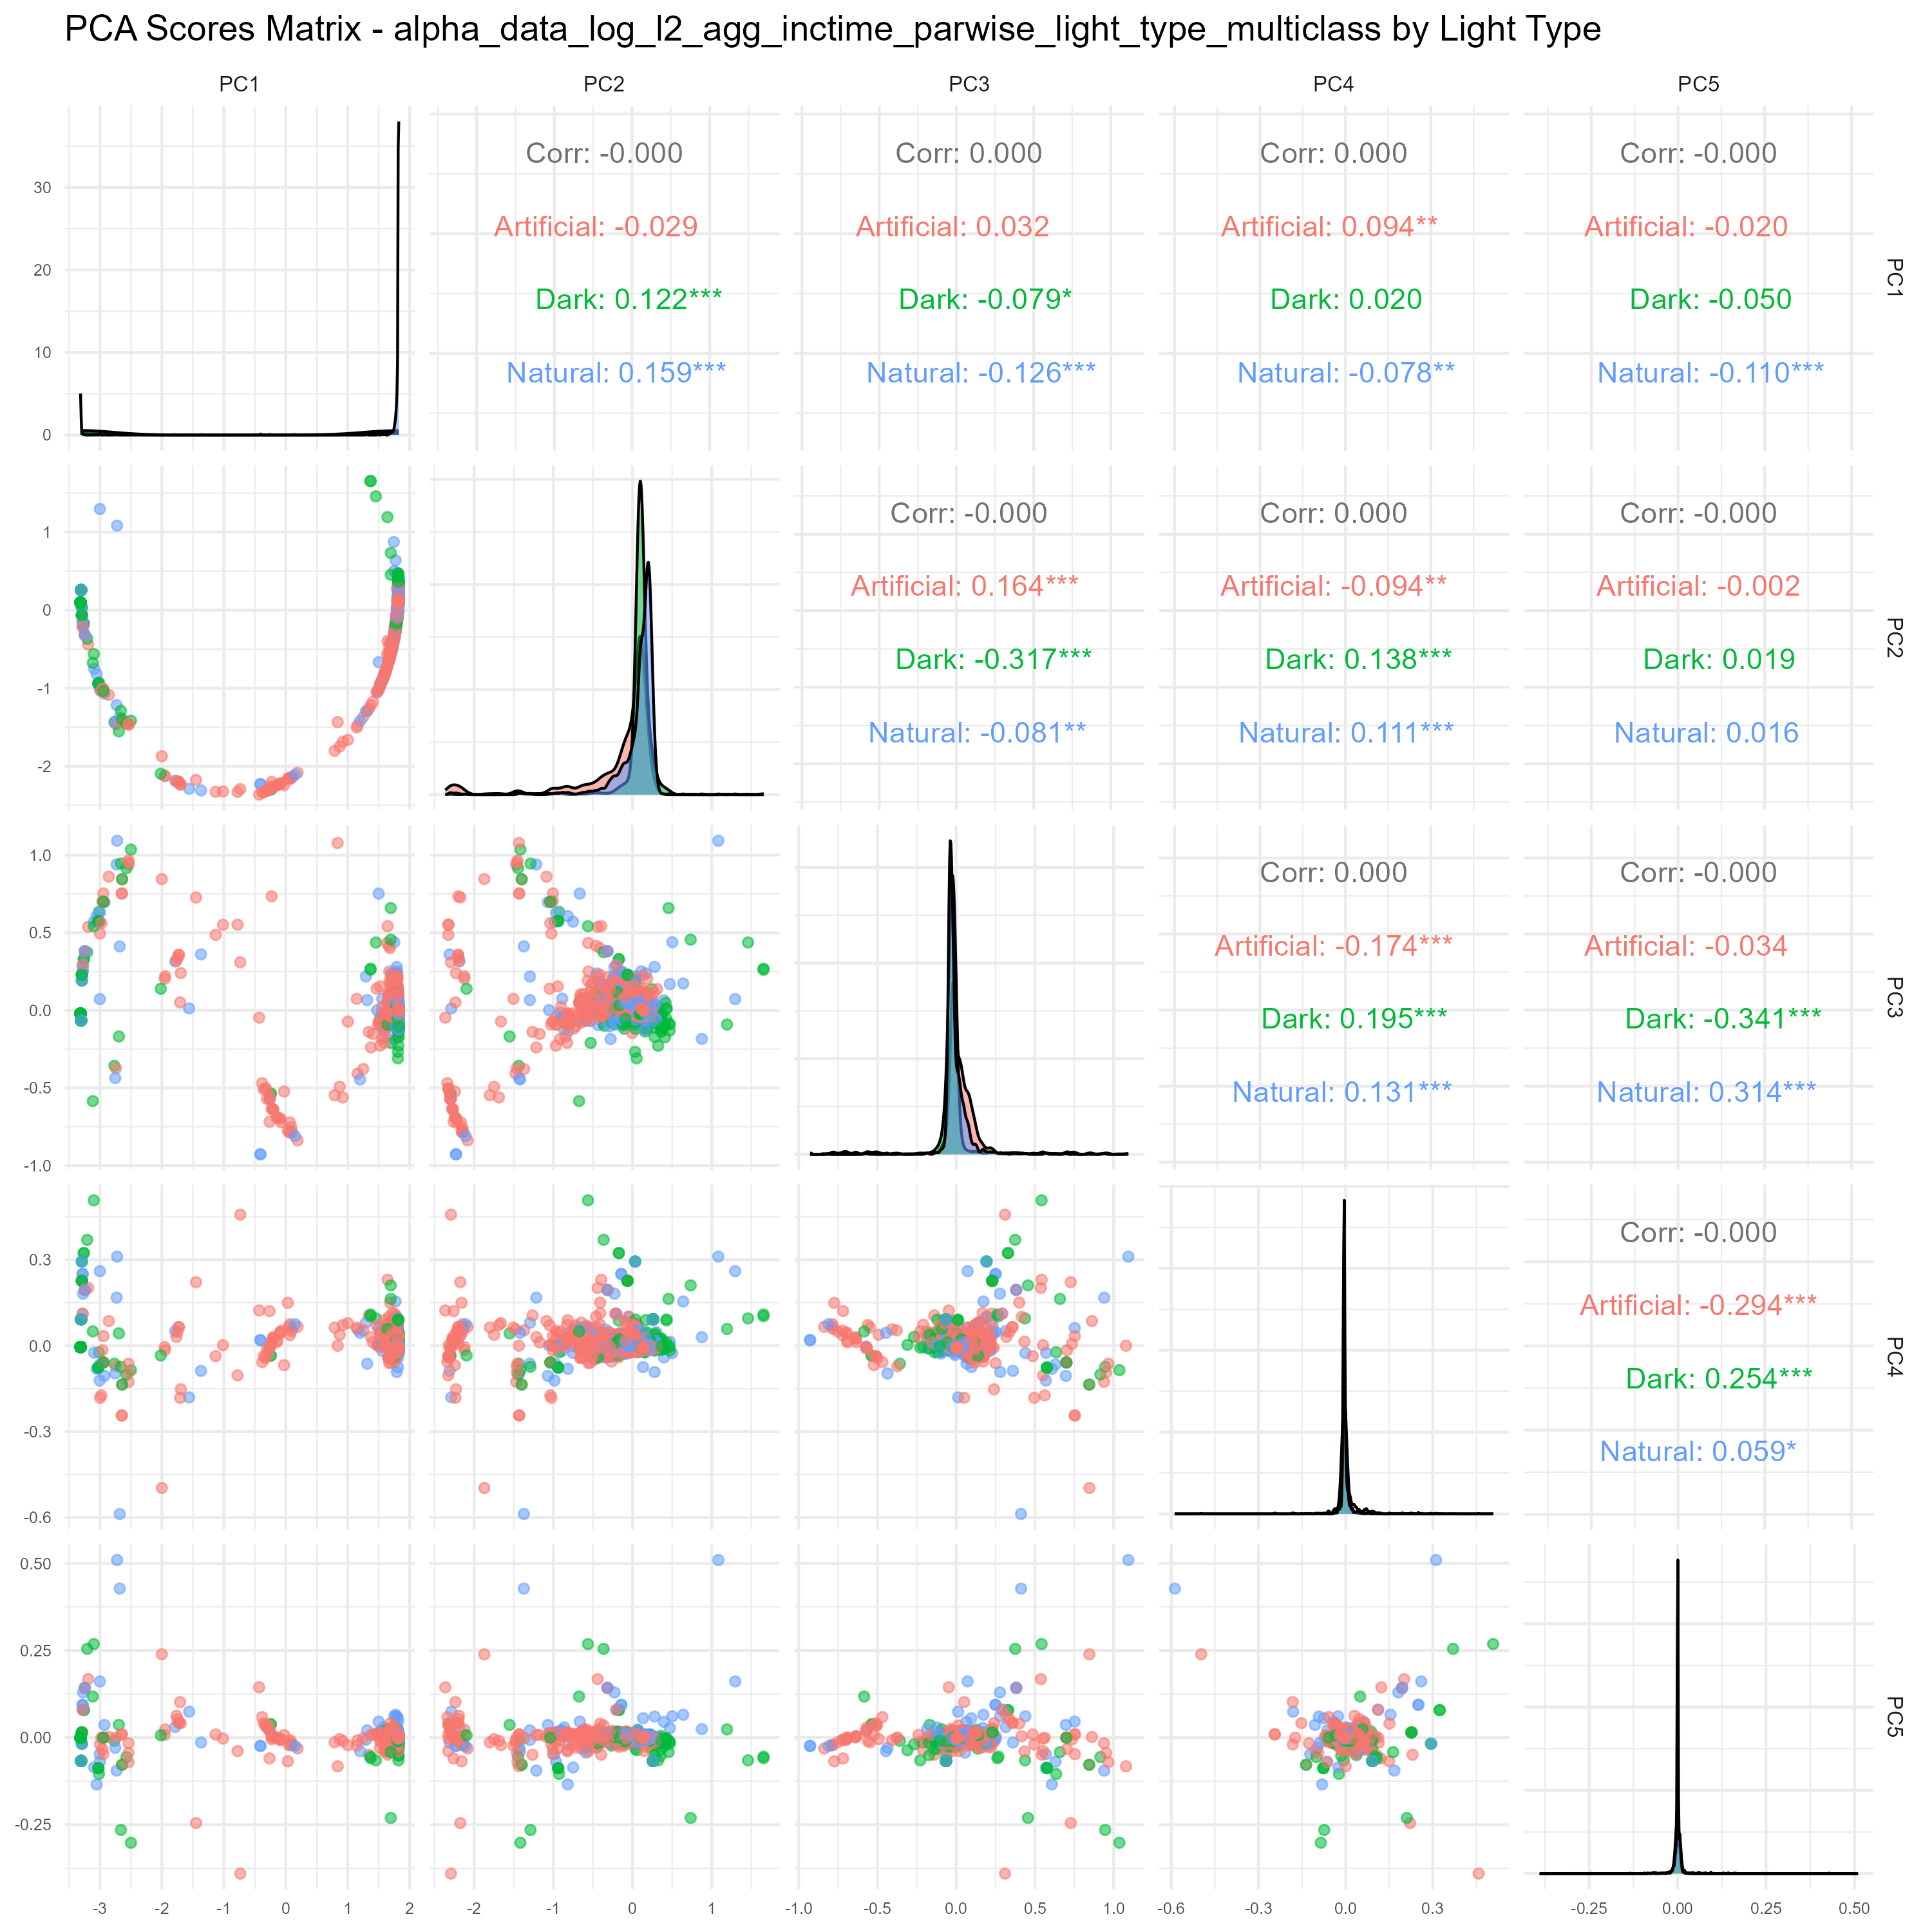 PCA Scores Matrix - alpha_data_log_l2_agg_inctime_parwise_light_type_multiclass by Light Type
PC1 PC2 PC3 PC4 PC5
30
20
10
0
Corr: -0.000
Artificial: -0.029
Dark: 0.122***
Natural: 0.159***
Corr: 0.000
Artificial: 0.032
Dark: -0.079*
Natural: -0.126***
Corr: 0.000
Artificial: 0.094**
Dark: 0.020
Natural: -0.078**
Corr: -0.000
Artificial: -0.020
Dark: -0.050
Natural: -0.110***
PC1
1
0
-1
-2
Corr: -0.000
Artificial: 0.164***
Dark: -0.317***
Natural: -0.081**
Corr: 0.000
Artificial: -0.094**
Dark: 0.138***
Natural: 0.111***
Corr: -0.000
Artificial: -0.002
Dark: 0.019
Natural: 0.016
PC2
1.0
0.5
0.0
-0.5
-1.0
Corr: 0.000
Artificial: -0.174***
Dark: 0.195***
Natural: 0.131***
Corr: -0.000
Artificial: -0.034
Dark: -0.341***
Natural: 0.314***
PC3
0.3
0.0
-0.3
-0.6
Corr: -0.000
Artificial: -0.294***
Dark: 0.254***
Natural: 0.059*
PC4
0.50
0.25
0.00
-0.25
PC5
-3 -2 -1 0 1 2
-2 -1 0 1
-1.0 -0.5 0.0 0.5 1.0
-0.6 -0.3 0.0 0.3
-0.25 0.00 0.25 0.50